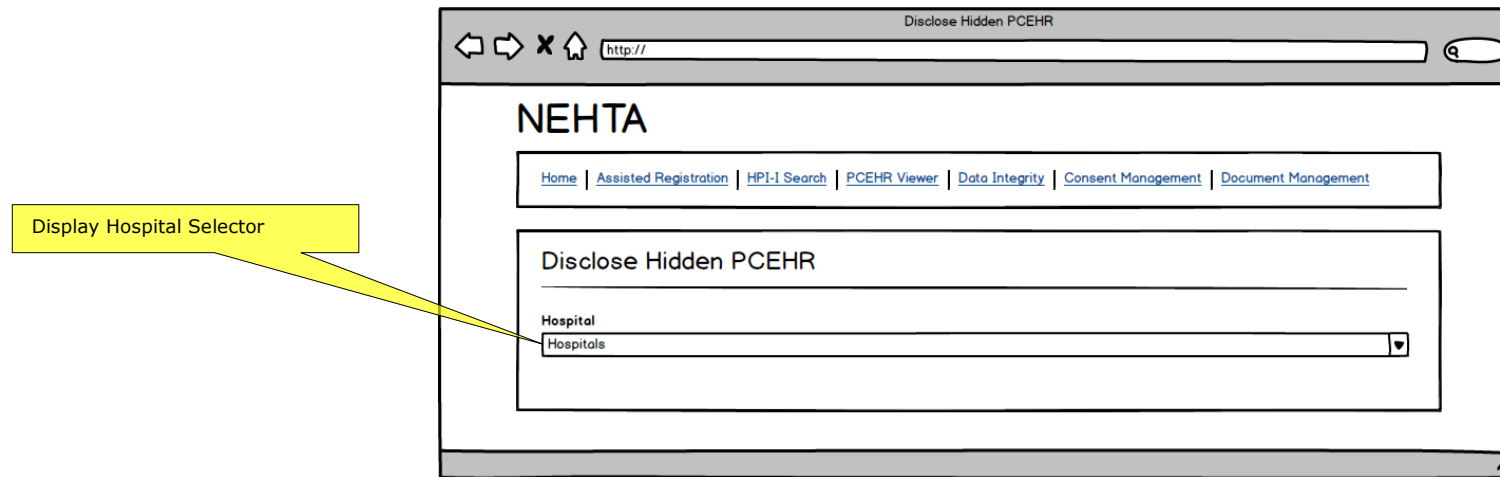 Disclose Hidden PCEHR
http://
NEHTA
Home | Assisted Registration | HPI-I Search | PCEHR Viewer | Data Integrity | Consent Management | Document Management
Display Hospital Selector
Disclose Hidden PCEHR
Hospital
Hospitals